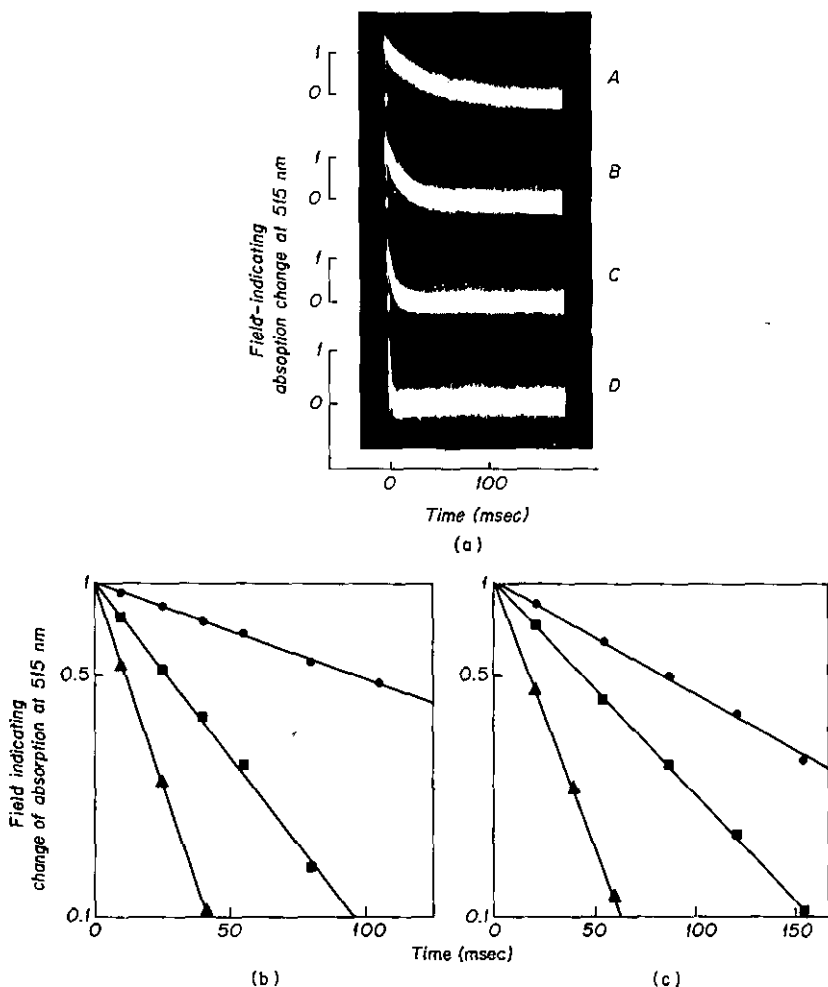 1
0
A
1
0
B
1
0
C
1
0
D
Field-indicating
absoption change at 515 nm
0 100
Time (msec)
(a)
1
0.5
0.1
0 50 100
(b)
Field indicating
change of absorption at 515 nm
Time (msec)
1
0.5
0.1
0 50 100 150
(c)